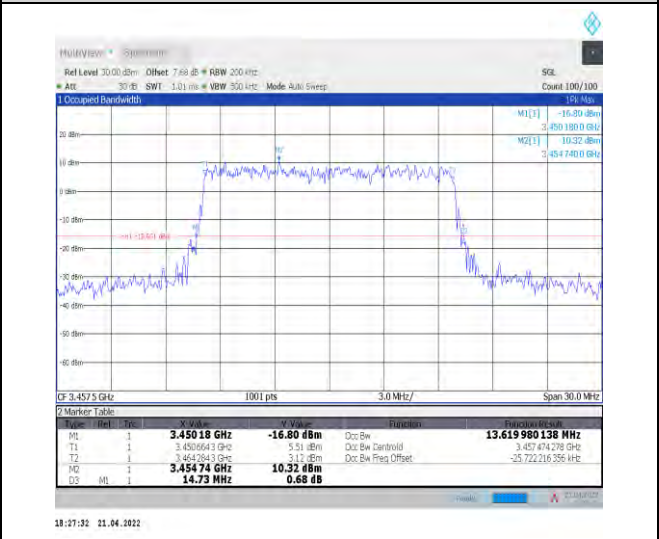 MultiView Spectrum
Ref Level 30.00 dBm Offset 7.68 dB RBW 200 kHz SGL
Att 30 dB SWT 1.01 ms VBW 500 kHz Mode Auto Sweep Count 100/100
1 Occupied Bandwidth 1Pk Max
M1[1] -16.80 dBm
3.450 180 0 GHz
M2[1] 10.32 dBm
3.454 740 0 GHz
20 dBm
10 dBm
0 dBm
-10 dBm
-20 dBm
-30 dBm
-40 dBm
-50 dBm
-60 dBm
M2
CF 3.4575 GHz 1001 pts 3.0 MHz/ Span 30.0 MHz
2 Marker Table
Type Ref Trc X-Value Y-Value Function Function Result
M1 1 3.45018 GHz -16.80 dBm Occ Bw 13.619 980 138 MHz
T1 1 3.4506643 GHz 5.51 dBm Occ Bw Centroid 3.457 474 278 GHz
T2 1 3.4642843 GHz 3.12 dBm Occ Bw Freq Offset -25.722 216 356 kHz
M2 1 3.45474 GHz 10.32 dBm
D3 M1 1 14.73 MHz 0.68 dB
18:27:32 21.04.2022